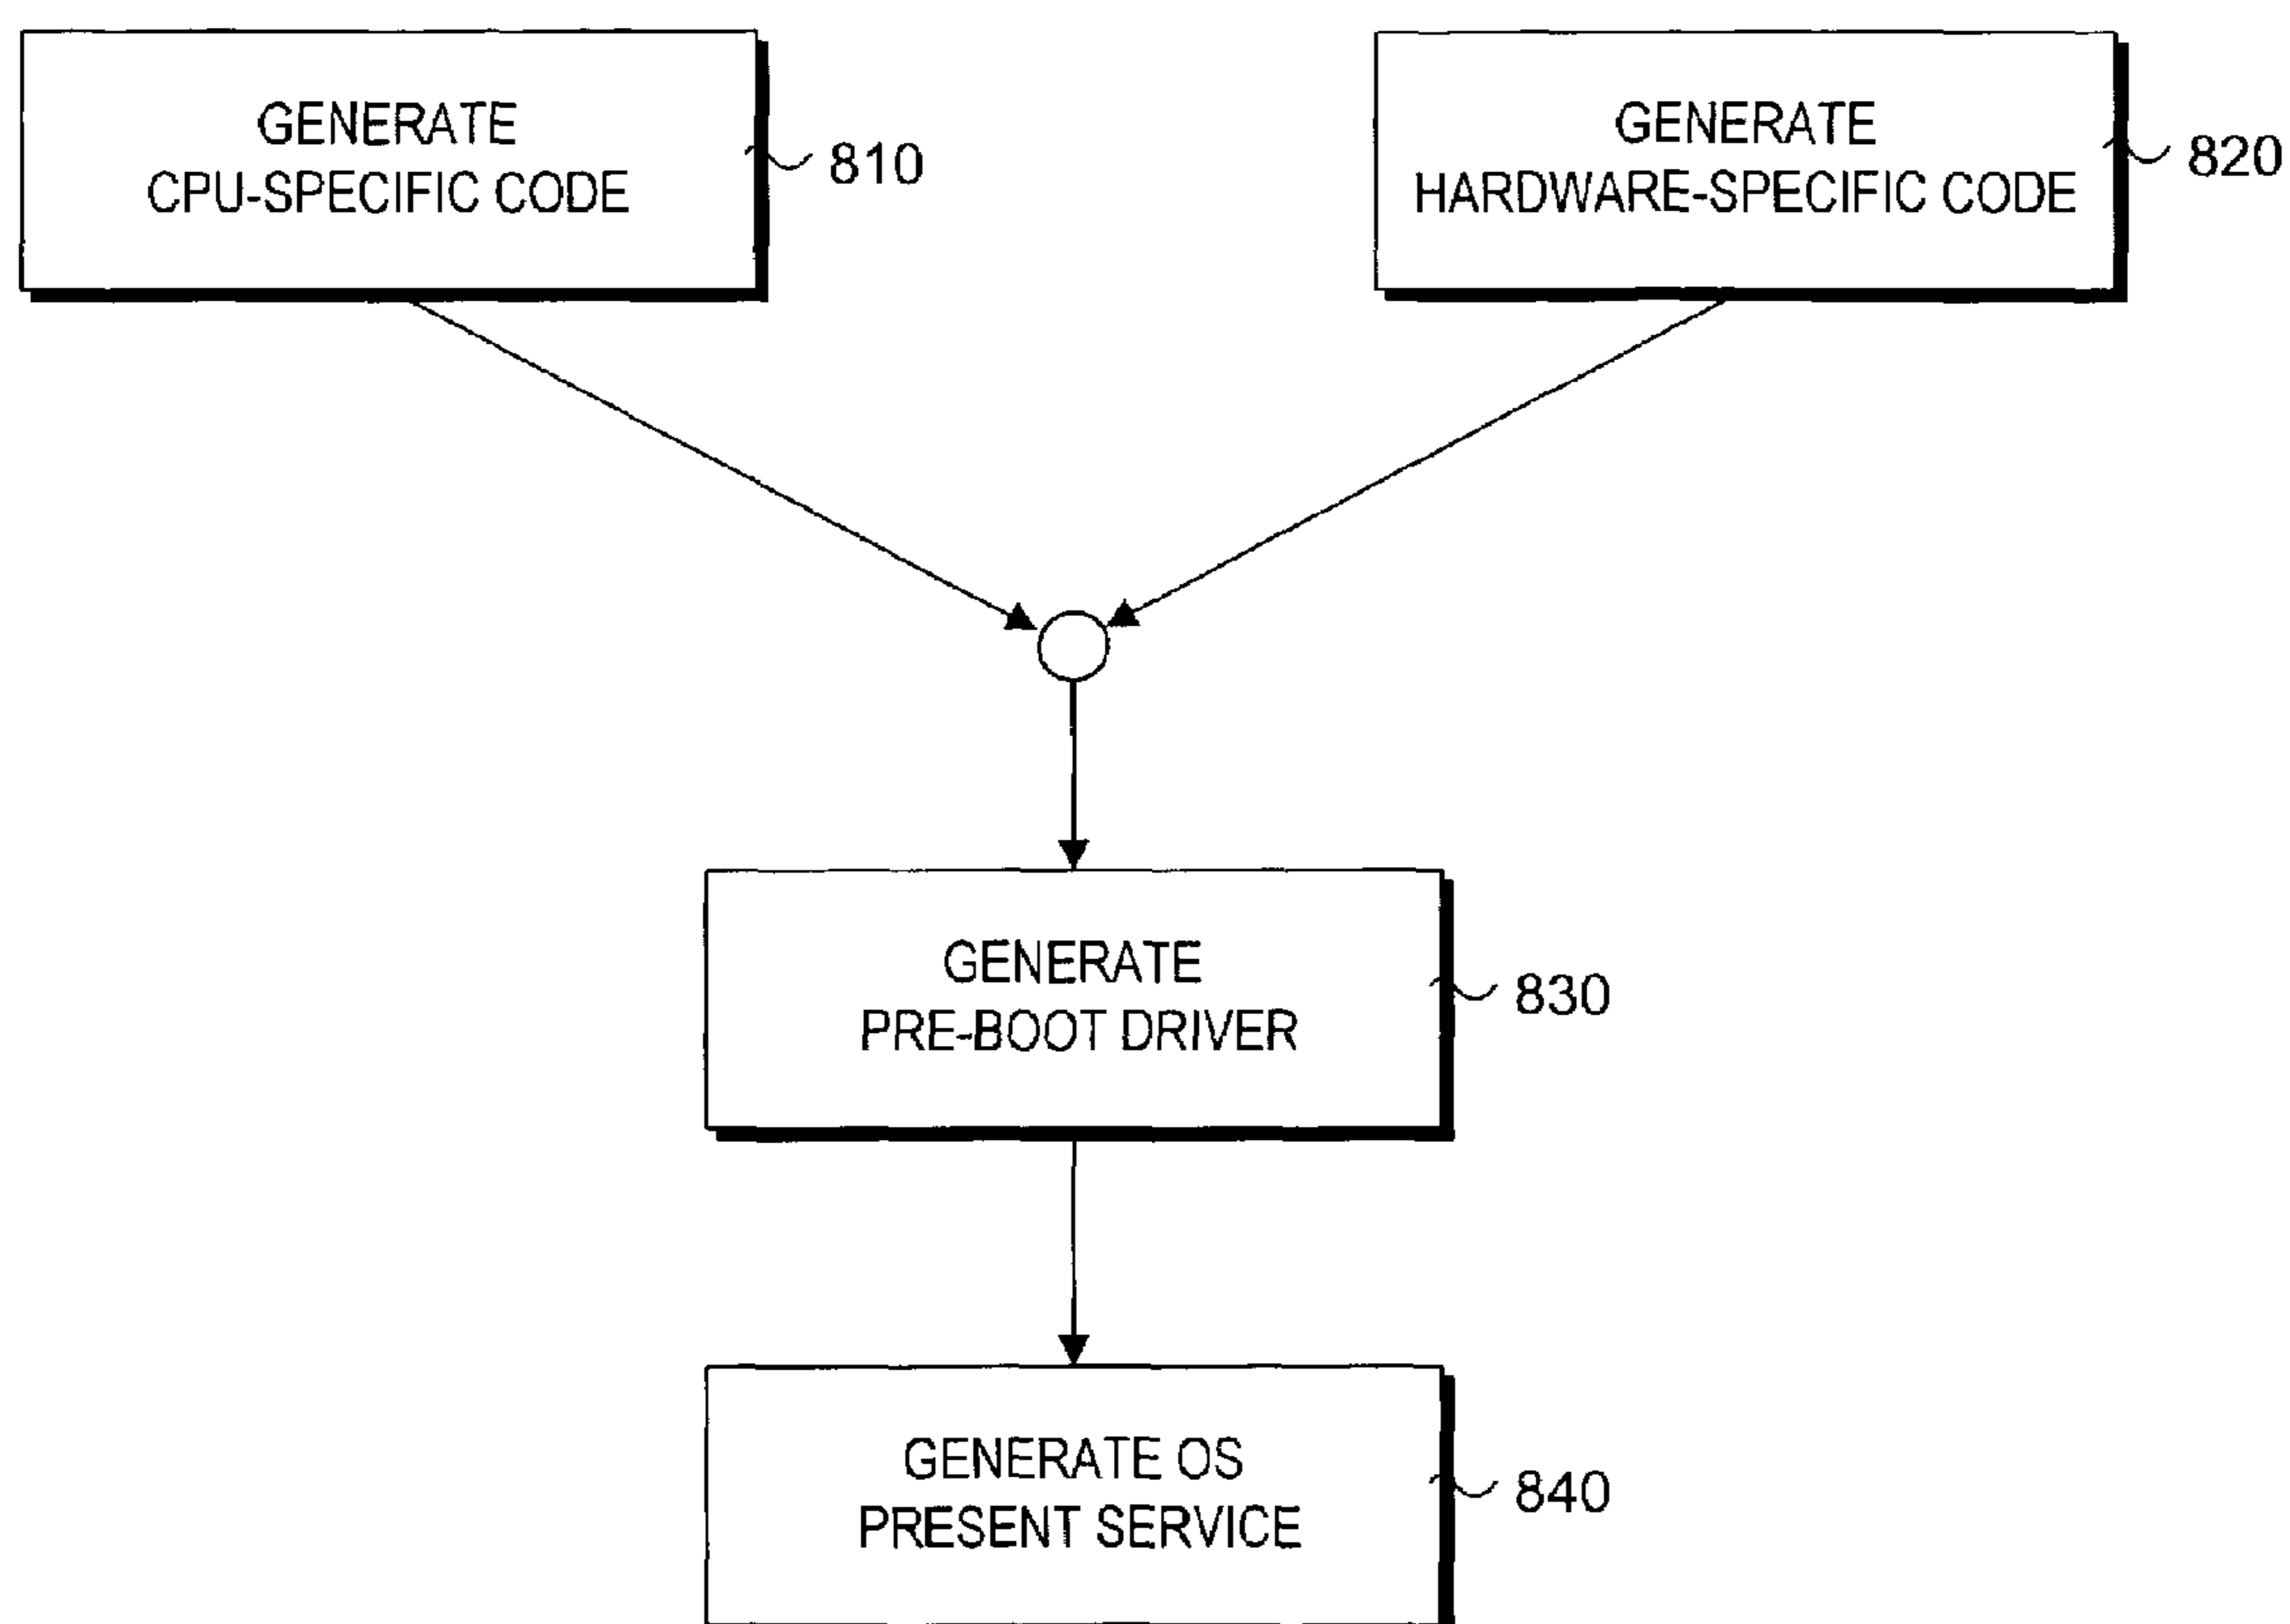 GENERATE
CPU-SPECIFIC CODE
810
GENERATE
HARDWARE-SPECIFIC CODE
820
GENERATE
PRE-BOOT DRIVER
830
GENERATE OS
PRESENT SERVICE
840